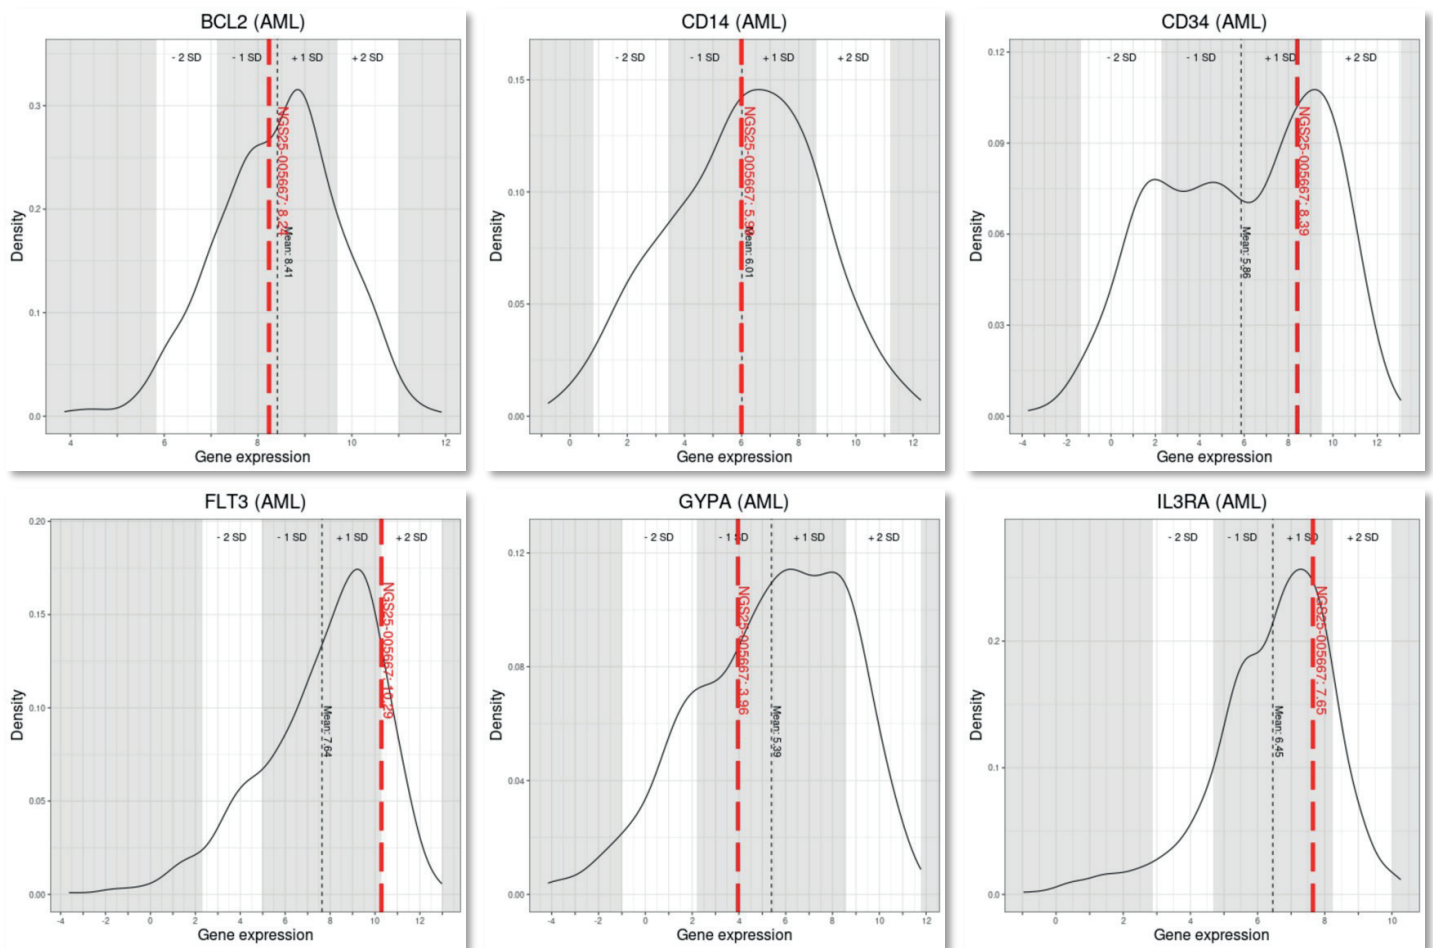 BCL2 (AML)
- 2 SD
- 1 SD
+ 1 SD
+ 2 SD
0.3
0.2
0.1
0.0
Density
NGS25-005667: 8.24
Mean: 8.41
4
6
8
10
12
Gene expression
CD14 (AML)
- 2 SD
- 1 SD
+ 1 SD
+ 2 SD
0.15
0.10
0.05
0.00
Density
Mean: 6.01
0
2
4
6
8
10
12
Gene expression
CD34 (AML)
- 2 SD
- 1 SD
+ 1 SD
+ 2 SD
0.12
0.09
0.06
0.03
0.00
Density
Mean: 5.86
NGS25-005667: 8.39
-4
-2
0
2
4
6
8
10
12
Gene expression
FLT3 (AML)
- 2 SD
- 1 SD
+ 1 SD
+ 2 SD
0.20
0.15
0.10
0.05
0.00
Density
Mean: 7.64
NGS25-005667: 10.29
-4
-2
0
2
4
6
8
10
12
Gene expression
GYPA (AML)
- 2 SD
- 1 SD
+ 1 SD
+ 2 SD
0.12
0.08
0.04
0.00
Density
NGS25-005667: 3.96
Mean: 5.39
-4
-2
0
2
4
6
8
10
12
Gene expression
IL3RA (AML)
- 2 SD
- 1 SD
+ 1 SD
+ 2 SD
0.2
0.1
0.0
Density
Mean: 6.45
NGS25-005667: 7.65
0
2
4
6
8
10
Gene expression